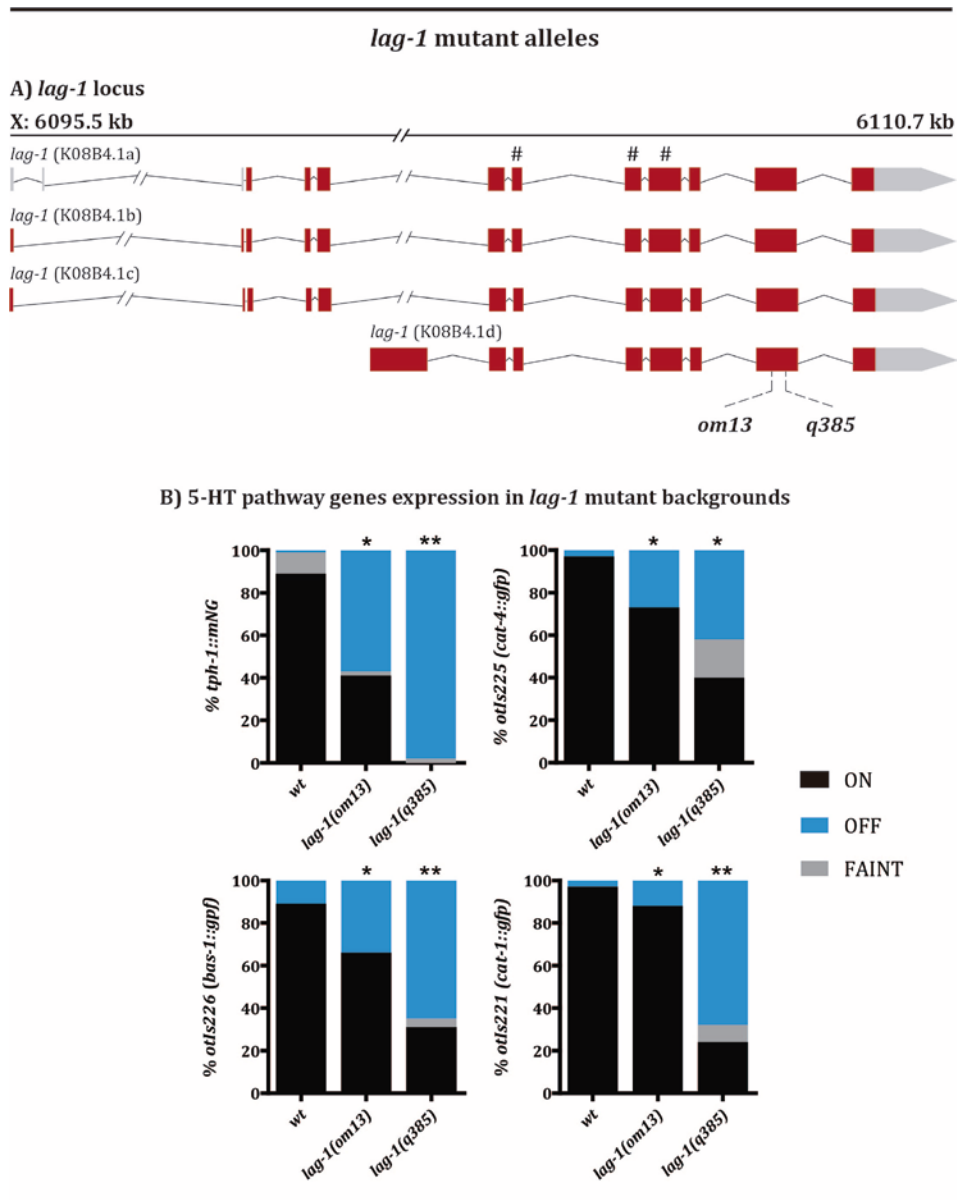 lag-1 mutant alleles
A) lag-1 locus
X: 6095.5 kb 6110.7 kb
lag-1 (K08B4.1a)
# # #
lag-1 (K08B4.1b)
lag-1 (K08B4.1c)
lag-1 (K08B4.1d)
om13 q385
B) 5-HT pathway genes expression in lag-1 mutant backgrounds
% tph-1::mNG
100
80
60
40
20
0
* **
wt lag-1(om13) lag-1(q385)
% otIs225 (cat-4::gfp)
100
80
60
40
20
0
* *
wt lag-1(om13) lag-1(q385)
ON
OFF
FAINT
% otIs226 (bas-1::gpf)
100
80
60
40
20
0
* **
wt lag-1(om13) lag-1(q385)
% otIs221 (cat-1::gfp)
100
80
60
40
20
0
* **
wt lag-1(om13) lag-1(q385)